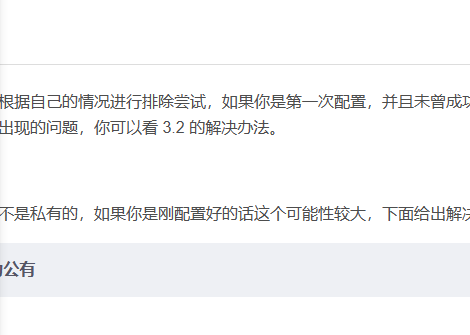 根据自己的情况进行排除尝试，如果你是第一次配置，并且未曾成功
出现的问题，你可以看 3.2 的解决办法。
不是私有的，如果你是刚配置好的话这个可能性较大，下面给出解决
公有